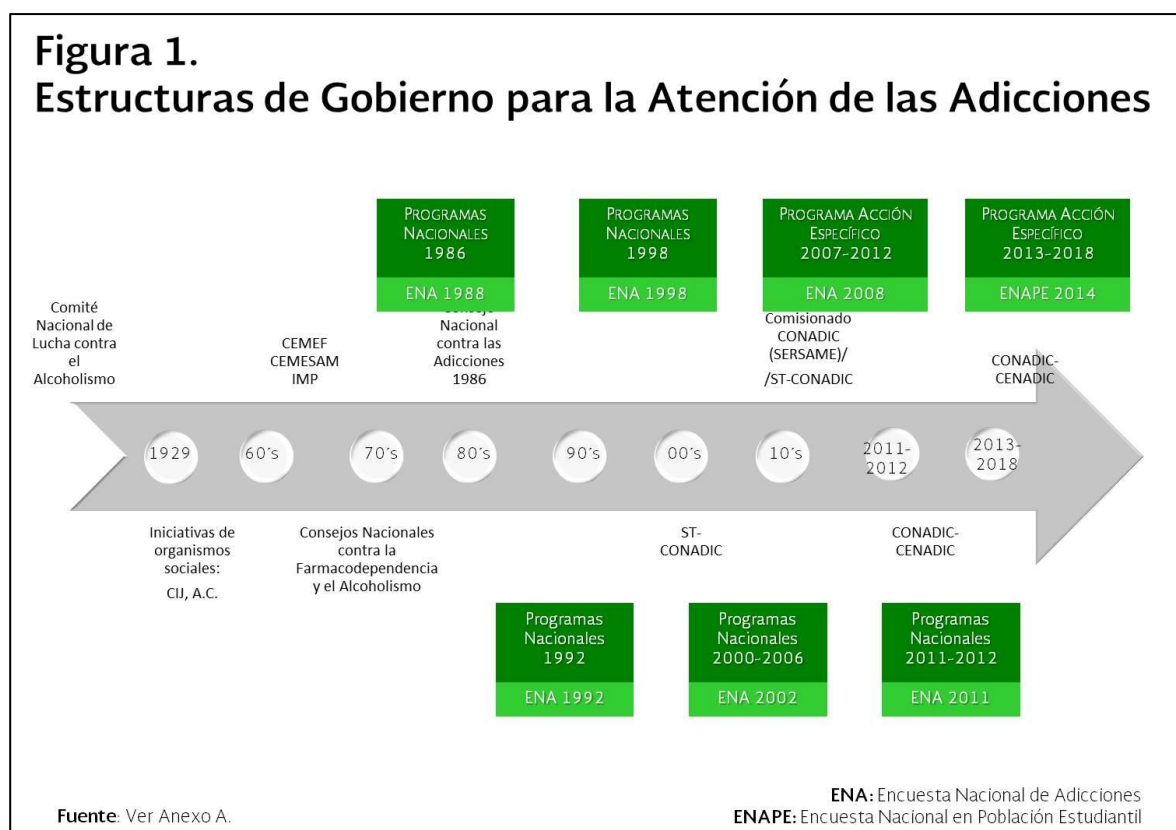 Figura 1.
Estructuras de Gobierno para la Atención de las Adicciones
PROGRAMAS
NACIONALES
1986
ENA 1988
PROGRAMAS
NACIONALES
1998
ENA 1998
PROGRAMA ACCIÓN
ESPECÍFICO
2007-2012
ENA 2008
PROGRAMA ACCIÓN
ESPECÍFICO
2013-2018
ENAPE 2014
Comité
Nacional de
Lucha contra
el
Alcoholismo
CEMEF
CEMESAM
IMP
Nacional
contra las
Adicciones
1986
Comisionado
CONADIC
(SERSAME)/
/ST-CONADIC
CONADIC-
CENADIC
1929
60´s
70´s
80´s
90´s
00´s
10´s
2011-
2012
2013-
2018
Iniciativas de
organismos
sociales:
CIJ, A.C.
Consejos Nacionales
contra la
Farmacodependencia
y el Alcoholismo
ST-
CONADIC
CONADIC-
CENADIC
Programas
Nacionales
1992
ENA 1992
Programas
Nacionales
2000-2006
ENA 2002
Programas
Nacionales
2011-2012
ENA 2011
Fuente: Ver Anexo A.
ENA: Encuesta Nacional de Adicciones
ENAPE: Encuesta Nacional en Población Estudiantil